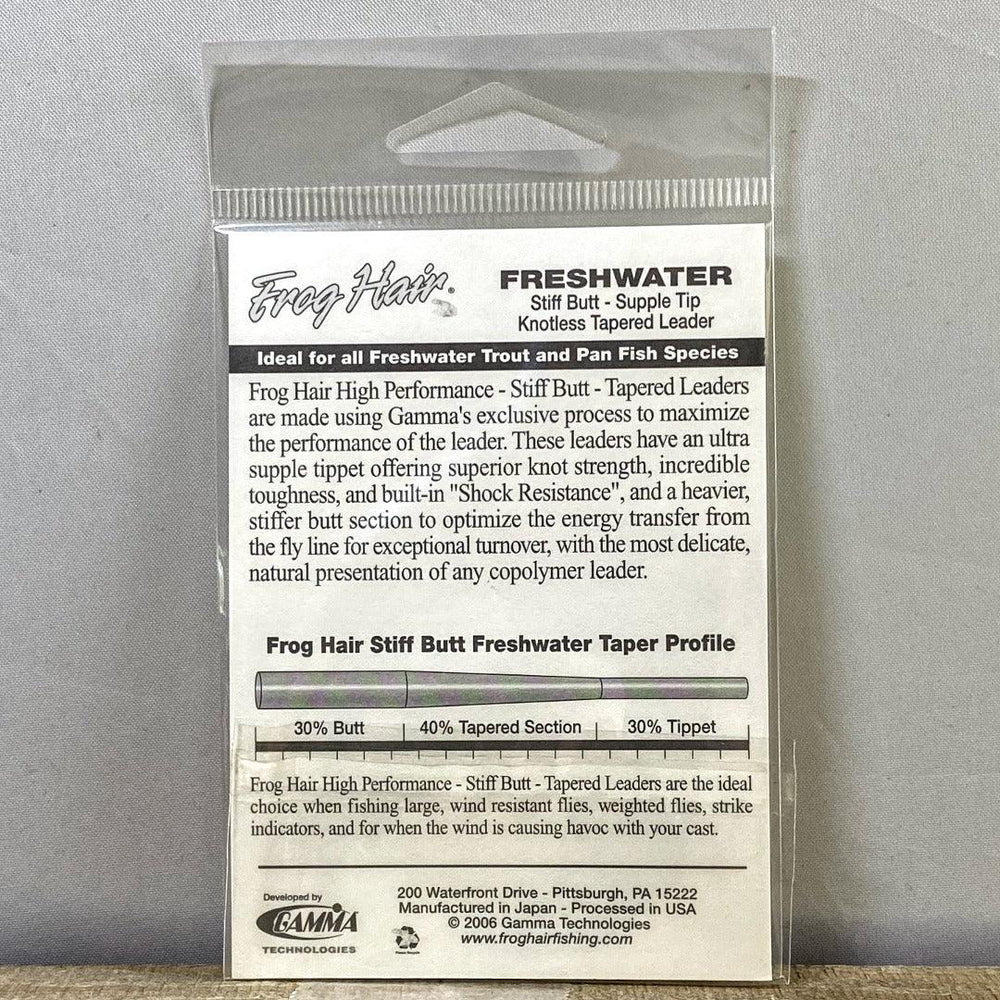 Frog Hair®
FRESHWATER
Stiff Butt - Supple Tip
Knotless Tapered Leader
Ideal for all Freshwater Trout and Pan Fish Species
Frog Hair High Performance - Stiff Butt - Tapered Leaders
are made using Gamma's exclusive process to maximize
the performance of the leader. These leaders have an ultra
supple tippet offering superior knot strength, incredible
toughness, and built-in "Shock Resistance", and a heavier,
stiffer butt section to optimize the energy transfer from
the fly line for exceptional turnover, with the most delicate,
natural presentation of any copolymer leader.
Frog Hair Stiff Butt Freshwater Taper Profile
30% Butt 40% Tapered Section 30% Tippet
Frog Hair High Performance - Stiff Butt - Tapered Leaders are the ideal
choice when fishing large, wind resistant flies, weighted flies, strike
indicators, and for when the wind is causing havoc with your cast.
Developed by
GAMMA
TECHNOLOGIES
Please Recycle
200 Waterfront Drive - Pittsburgh, PA 15222
Manufactured in Japan - Processed in USA
© 2006 Gamma Technologies
www.froghairfishing.com